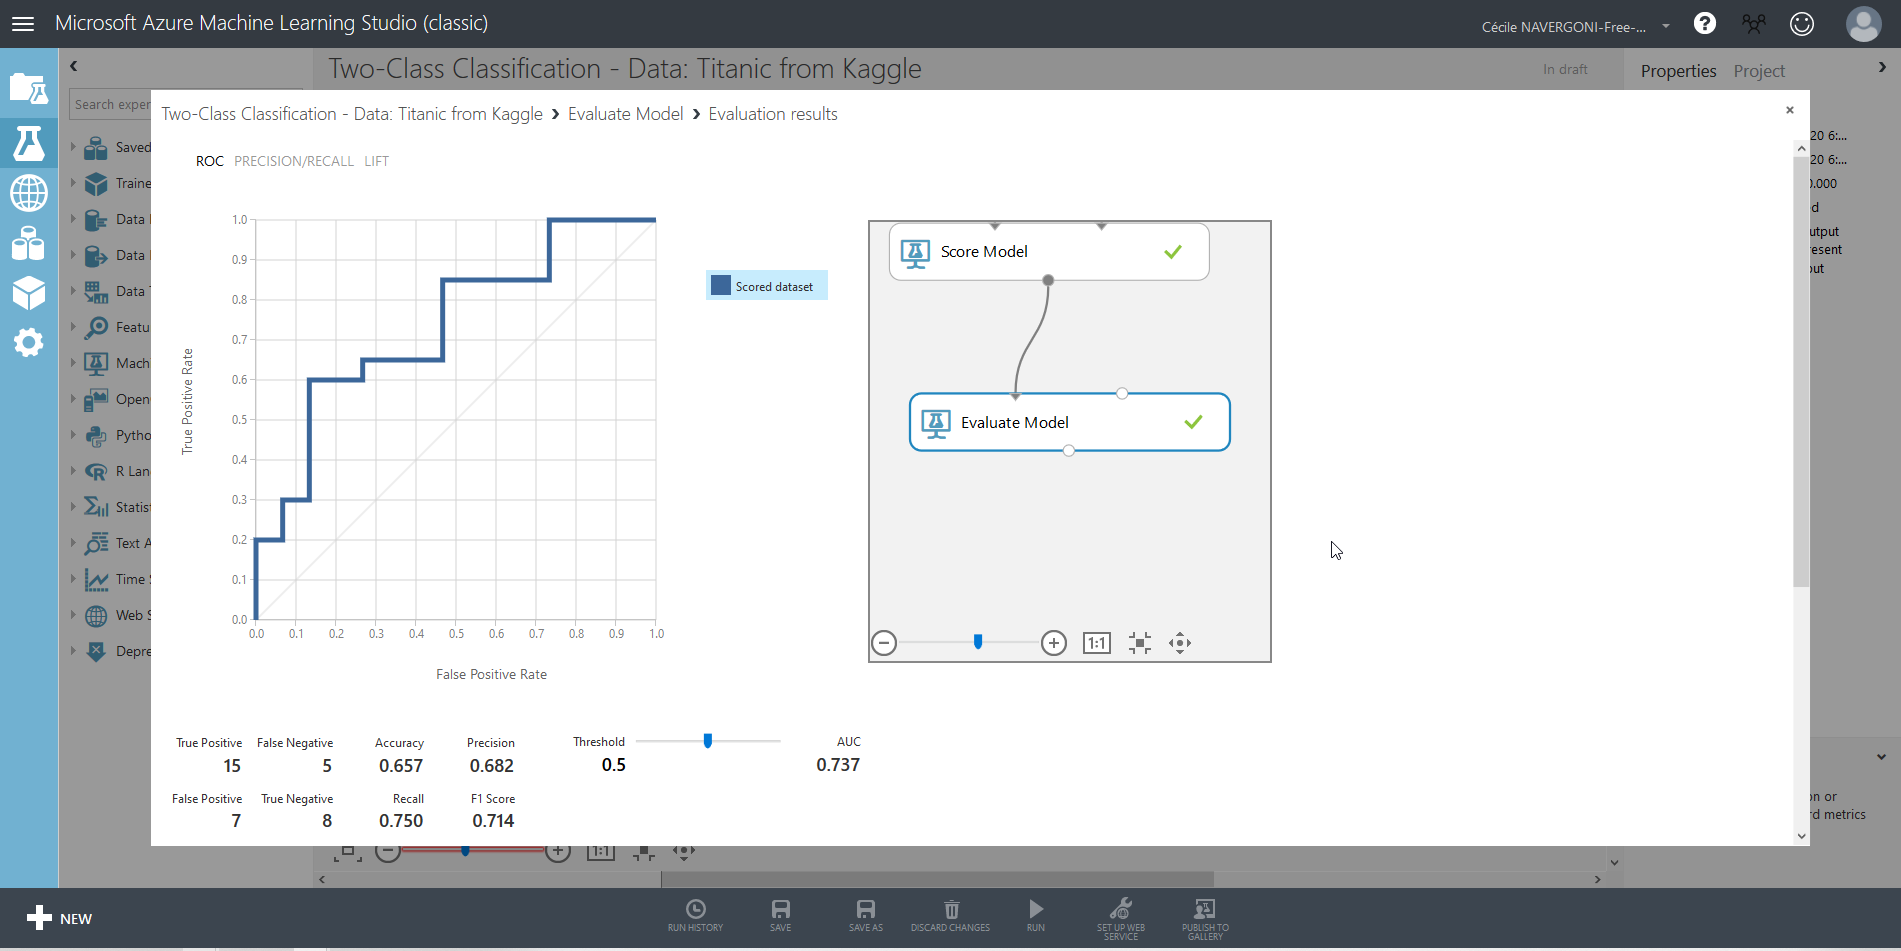 Microsoft Azure Machine Learning Studio (classic)
Cécile NAVERGONI-Free-...
Two-Class Classification - Data: Titanic from Kaggle
In draft
Properties
Project
Search exper
Saved
Traine
Data
Data
Data
Featu
Mach
Open
Pytho
R Lan
Statis
Text A
Time
Web S
Depre
Two-Class Classification - Data: Titanic from Kaggle › Evaluate Model › Evaluation results
ROC PRECISION/RECALL LIFT
1.0
0.9
0.8
0.7
0.6
0.5
0.4
0.3
0.2
0.1
0.0
0.0 0.1 0.2 0.3 0.4 0.5 0.6 0.7 0.8 0.9 1.0
True Positive Rate
False Positive Rate
Scored dataset
Score Model
Evaluate Model
1:1
True Positive False Negative Accuracy Precision Threshold AUC
15 5 0.657 0.682 0.5 0.737
False Positive True Negative Recall F1 Score
7 8 0.750 0.714
20 6:...
20 6:...
0.000
d
utput
esent
out
on or
rd metrics
1:1
NEW
RUN HISTORY
SAVE
SAVE AS
DISCARD CHANGES
RUN
SET UP WEB
SERVICE
PUBLISH TO
GALLERY